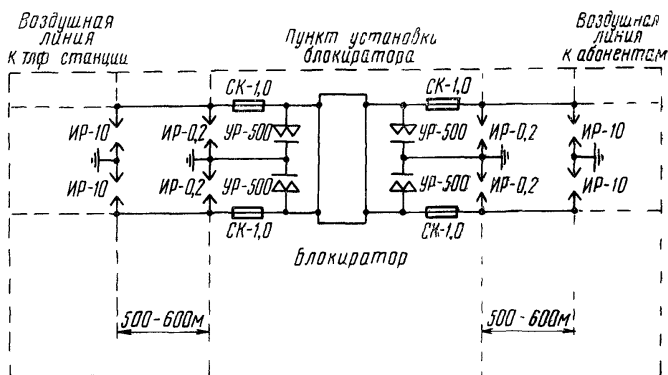 Воздушная
линия
к тлф станции
Пункт установки
блокиратора
Воздушная
линия
к абонентам
СК-1,0
СК-1,0
ИР-10
ИР-0,2
УР-500
УР-500
ИР-0,2
ИР-10
ИР-10
ИР-0,2
УР-500
УР-500
ИР-0,2
ИР-10
СК-1,0
СК-1,0
Блокиратор
500-600м
500-600м